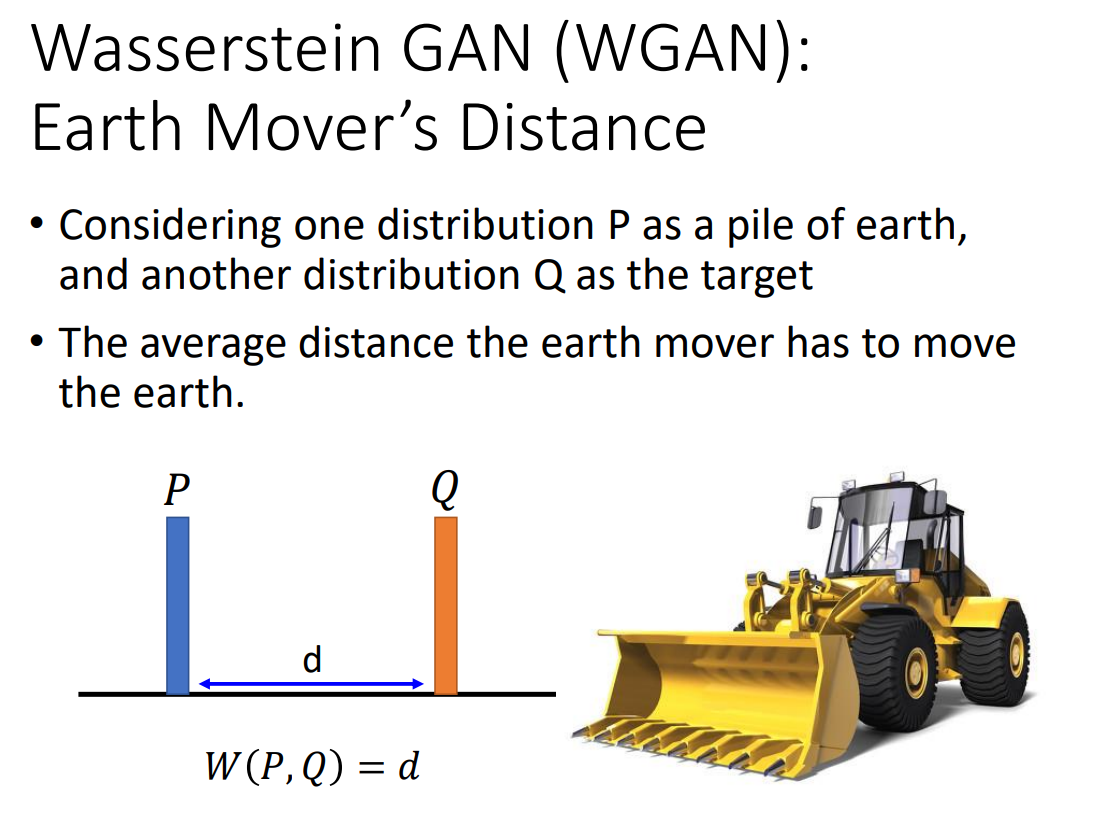 Wasserstein GAN (WGAN):
Earth Mover’s Distance
• Considering one distribution P as a pile of earth,
and another distribution Q as the target
• The average distance the earth mover has to move
the earth.
P
Q
d
W(P, Q) = d